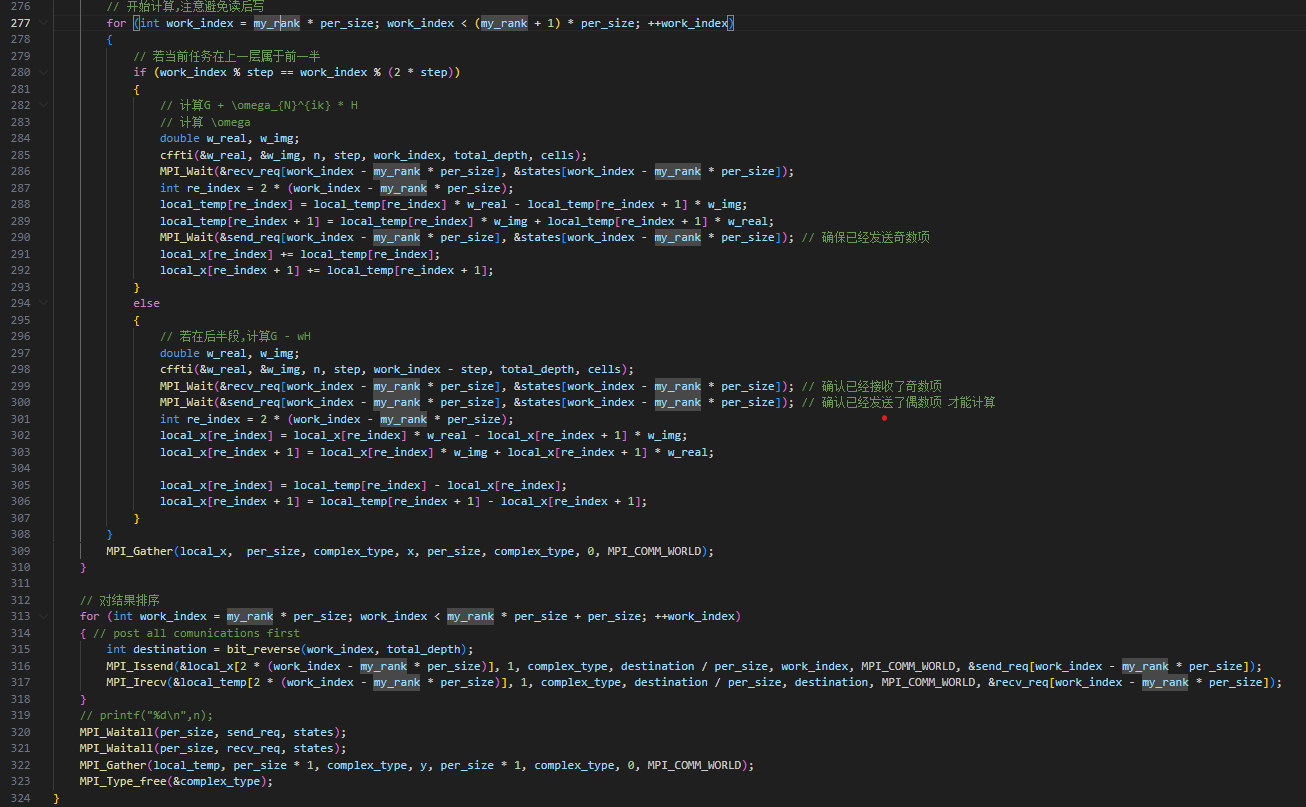 276 // 开始计算,注意避免读后写
277 for (int work_index = my_rank * per_size; work_index < (my_rank + 1) * per_size; ++work_index)
278 {
279 // 若当前任务在上一层属于前一半
280 if (work_index % step == work_index % (2 * step))
281 {
282 // 计算G + \omega_{N}^{ik} * H
283 // 计算 \omega
284 double w_real, w_img;
285 cffti(&w_real, &w_img, n, step, work_index, total_depth, cells);
286 MPI_Wait(&recv_req[work_index - my_rank * per_size], &states[work_index - my_rank * per_size]);
287 int re_index = 2 * (work_index - my_rank * per_size);
288 local_temp[re_index] = local_temp[re_index] * w_real - local_temp[re_index + 1] * w_img;
289 local_temp[re_index + 1] = local_temp[re_index] * w_img + local_temp[re_index + 1] * w_real;
290 MPI_Wait(&send_req[work_index - my_rank * per_size], &states[work_index - my_rank * per_size]); // 确保已经发送奇数项
291 local_x[re_index] += local_temp[re_index];
292 local_x[re_index + 1] += local_temp[re_index + 1];
293 }
294 else
295 {
296 // 若在后半段,计算G - wH
297 double w_real, w_img;
298 cffti(&w_real, &w_img, n, step, work_index - step, total_depth, cells);
299 MPI_Wait(&recv_req[work_index - my_rank * per_size], &states[work_index - my_rank * per_size]); // 确认已经接收了奇数项
300 MPI_Wait(&send_req[work_index - my_rank * per_size], &states[work_index - my_rank * per_size]); // 确认已经发送了偶数项 才能计算
301 int re_index = 2 * (work_index - my_rank * per_size);
302 local_x[re_index] = local_x[re_index] * w_real - local_x[re_index + 1] * w_img;
303 local_x[re_index + 1] = local_x[re_index] * w_img + local_x[re_index + 1] * w_real;
304
305 local_x[re_index] = local_temp[re_index] - local_x[re_index];
306 local_x[re_index + 1] = local_temp[re_index + 1] - local_x[re_index + 1];
307 }
308 }
309 MPI_Gather(local_x,  per_size, complex_type, x, per_size, complex_type, 0, MPI_COMM_WORLD);
310 }
311
312 // 对结果排序
313 for (int work_index = my_rank * per_size; work_index < my_rank * per_size + per_size; ++work_index)
314 { // post all comunications first
315 int destination = bit_reverse(work_index, total_depth);
316 MPI_Issend(&local_x[2 * (work_index - my_rank * per_size)], 1, complex_type, destination / per_size, work_index, MPI_COMM_WORLD, &send_req[work_index - my_rank * per_size]);
317 MPI_Irecv(&local_temp[2 * (work_index - my_rank * per_size)], 1, complex_type, destination / per_size, destination, MPI_COMM_WORLD, &recv_req[work_index - my_rank * per_size]);
318 }
319 // printf("%d\n",n);
320 MPI_Waitall(per_size, send_req, states);
321 MPI_Waitall(per_size, recv_req, states);
322 MPI_Gather(local_temp, per_size * 1, complex_type, y, per_size * 1, complex_type, 0, MPI_COMM_WORLD);
323 MPI_Type_free(&complex_type);
324 }